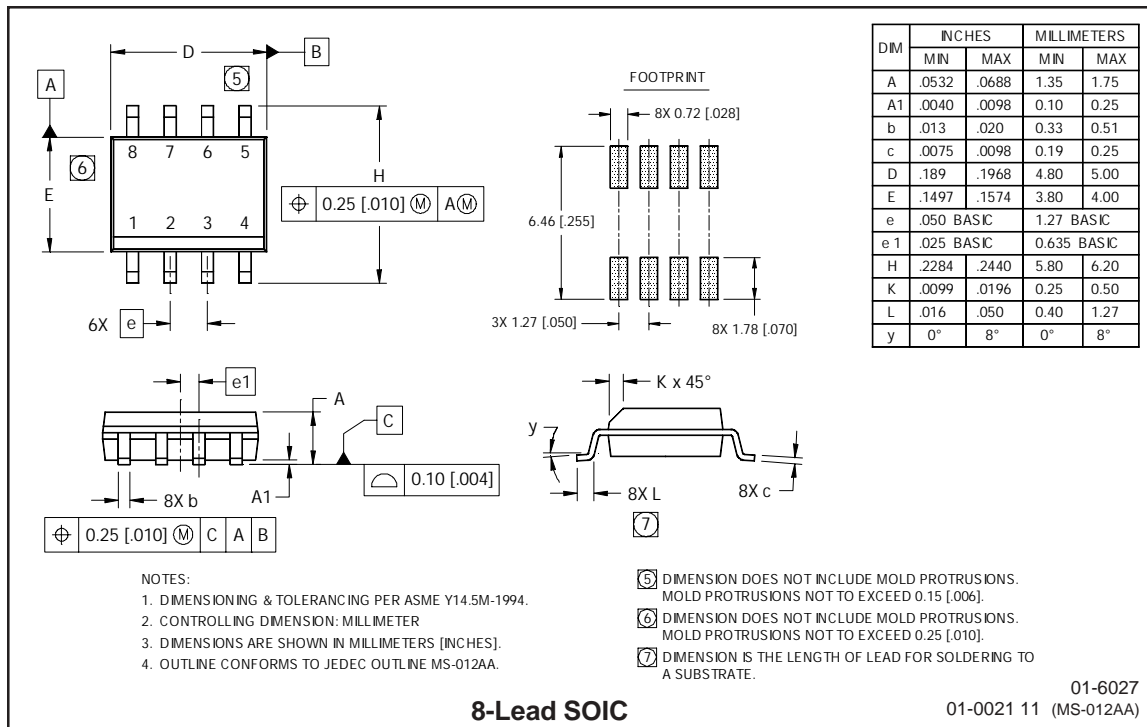 D
B
A
5
8 7 6 5
6
E
H
⌖ 0.25 [.010] Ⓜ A Ⓜ
1 2 3 4
6X e
FOOTPRINT
8X 0.72 [.028]
6.46 [.255]
3X 1.27 [.050]
8X 1.78 [.070]
DIM INCHES MILLIMETERS
MIN MAX MIN MAX
A .0532 .0688 1.35 1.75
A1 .0040 .0098 0.10 0.25
b .013 .020 0.33 0.51
c .0075 .0098 0.19 0.25
D .189 .1968 4.80 5.00
E .1497 .1574 3.80 4.00
e .050 BASIC 1.27 BASIC
e 1 .025 BASIC 0.635 BASIC
H .2284 .2440 5.80 6.20
K .0099 .0196 0.25 0.50
L .016 .050 0.40 1.27
y 0° 8° 0° 8°
e1
A
C
0.10 [.004]
A1
8X b
⌖ 0.25 [.010] Ⓜ C A B
K x 45°
y
8X L
8X c
7
NOTES:
1. DIMENSIONING & TOLERANCING PER ASME Y14.5M-1994.
2. CONTROLLING DIMENSION: MILLIMETER
3. DIMENSIONS ARE SHOWN IN MILLIMETERS [INCHES].
4. OUTLINE CONFORMS TO JEDEC OUTLINE MS-012AA.
5 DIMENSION DOES NOT INCLUDE MOLD PROTRUSIONS.
MOLD PROTRUSIONS NOT TO EXCEED 0.15 [.006].
6 DIMENSION DOES NOT INCLUDE MOLD PROTRUSIONS.
MOLD PROTRUSIONS NOT TO EXCEED 0.25 [.010].
7 DIMENSION IS THE LENGTH OF LEAD FOR SOLDERING TO
A SUBSTRATE.
8-Lead SOIC
01-6027
01-0021 11 (MS-012AA)